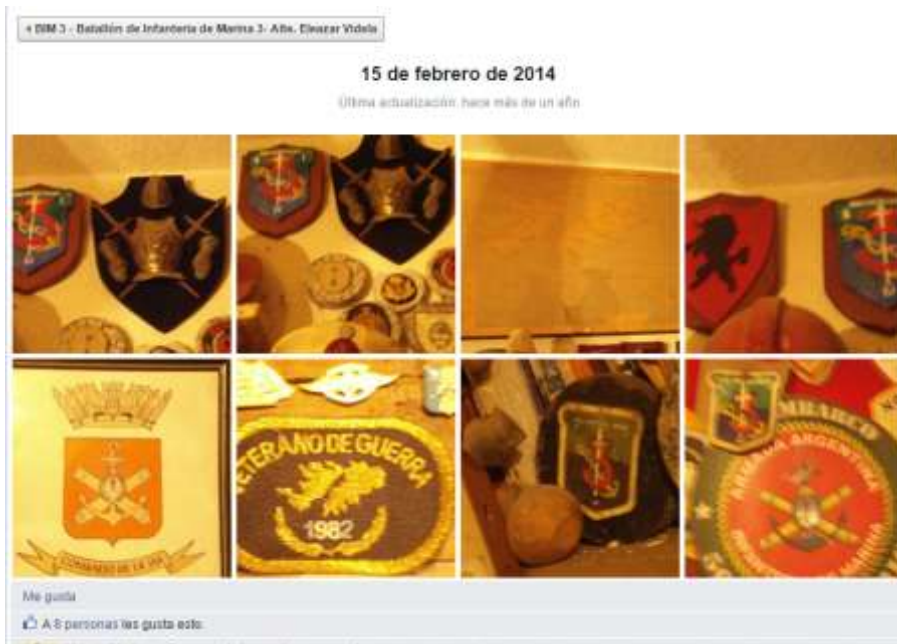 BIM 3 - Batallón de Infantería de Marina 3- Alte. Eleazar Videla
15 de febrero de 2014
Última actualización: hace más de un año
VETERANO DE GUERRA
1982
EMBARCO
ARMADA ARGENTINA
Me gusta
A 8 personas les gusta esto.